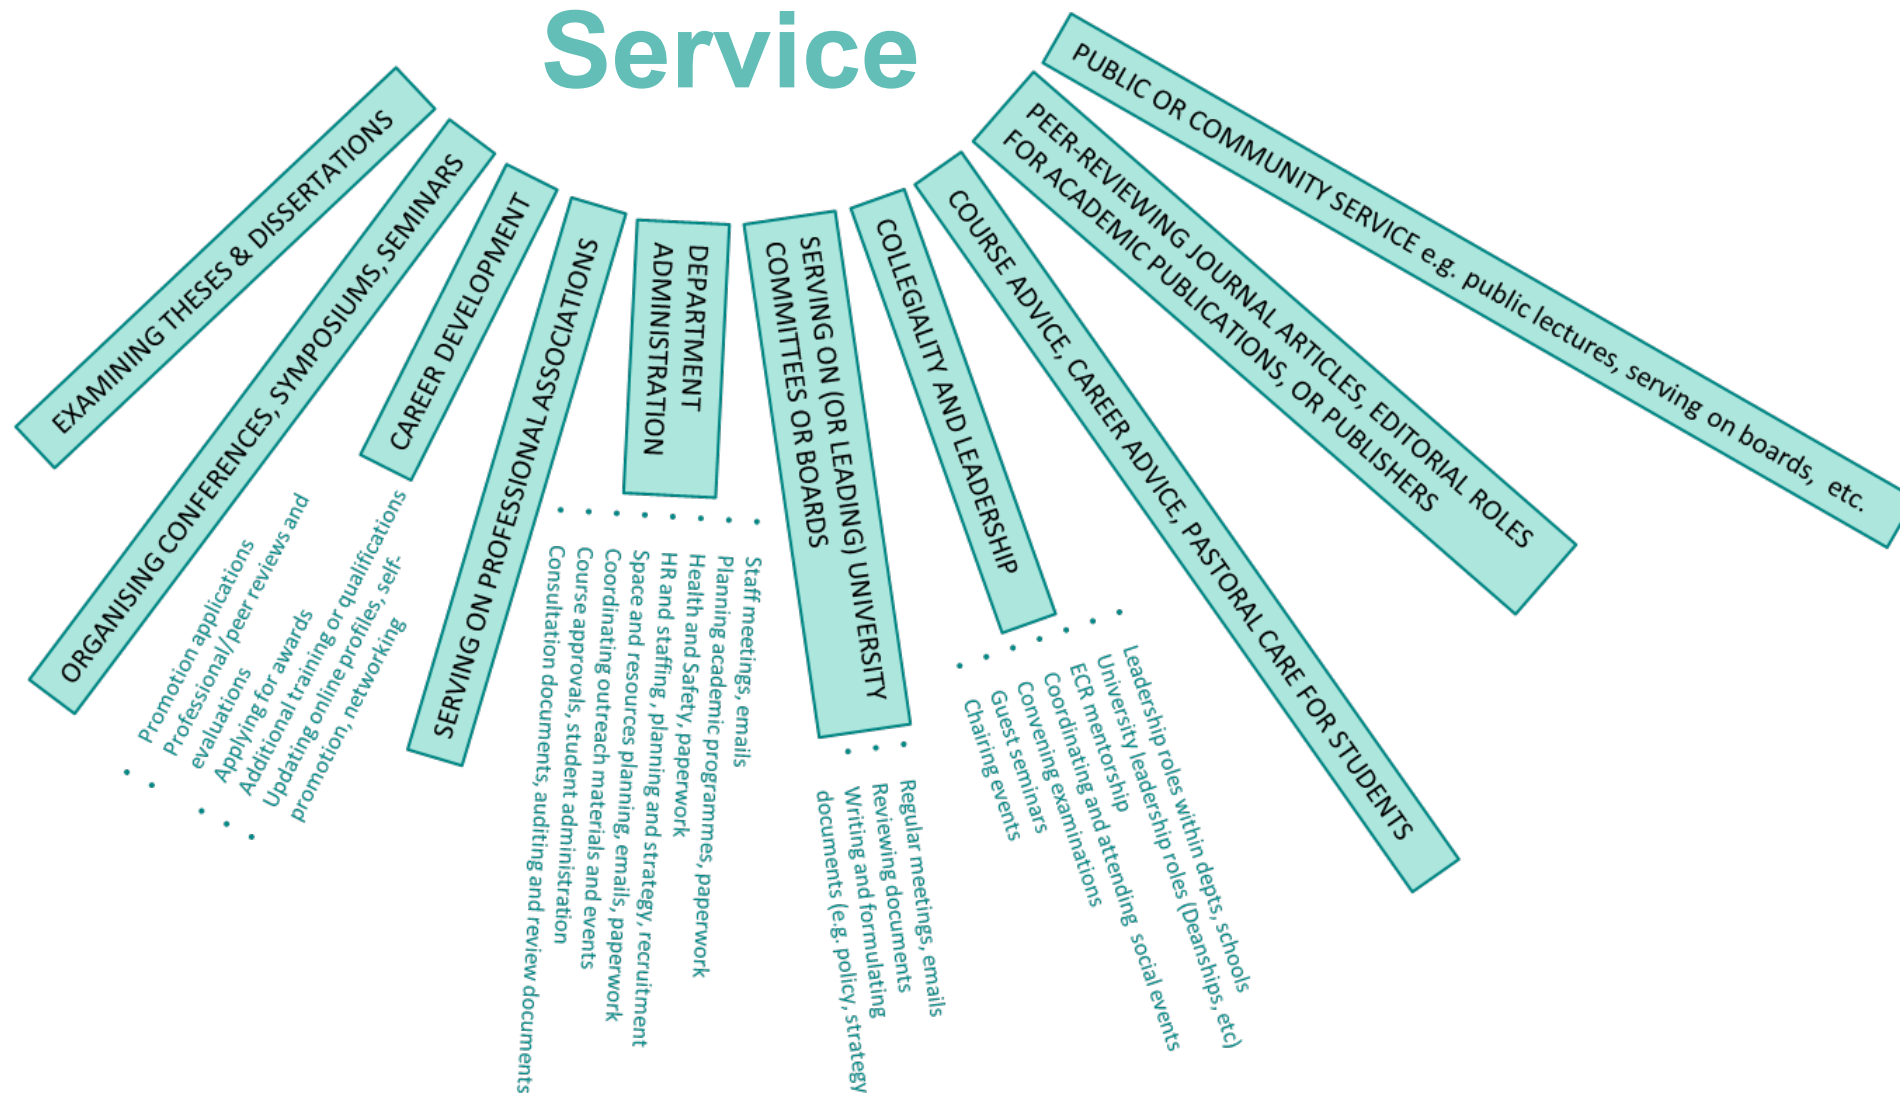 Service
EXAMINING THESES & DISSERTATIONS
ORGANISING CONFERENCES, SYMPOSIUMS, SEMINARS
CAREER DEVELOPMENT
• Promotion applications
• Professional/peer reviews and
evaluations
• Applying for awards
• Additional training or qualifications
• Updating online profiles, self-
promotion, networking
SERVING ON PROFESSIONAL ASSOCIATIONS
DEPARTMENT
ADMINISTRATION
• Staff meetings, emails
• Planning academic programmes, paperwork
• Health and Safety, paperwork
• HR and staffing, planning and strategy, recruitment
• Space and resources planning, emails, paperwork
• Coordinating outreach materials and events
• Course approvals, student administration
• Consultation documents, auditing and review documents
SERVING ON (OR LEADING) UNIVERSITY
COMMITTEES OR BOARDS
• Regular meetings, emails
• Reviewing documents
• Writing and formulating
documents (e.g. policy, strategy
COLLEGIALITY AND LEADERSHIP
• Leadership roles within depts, schools
• University leadership roles (Deanships, etc)
• ECR mentorship
• Coordinating and attending social events
• Convening examinations
• Guest seminars
• Chairing events
COURSE ADVICE, CAREER ADVICE, PASTORAL CARE FOR STUDENTS
PEER-REVIEWING JOURNAL ARTICLES, EDITORIAL ROLES
FOR ACADEMIC PUBLICATIONS, OR PUBLISHERS
PUBLIC OR COMMUNITY SERVICE e.g. public lectures, serving on boards, etc.